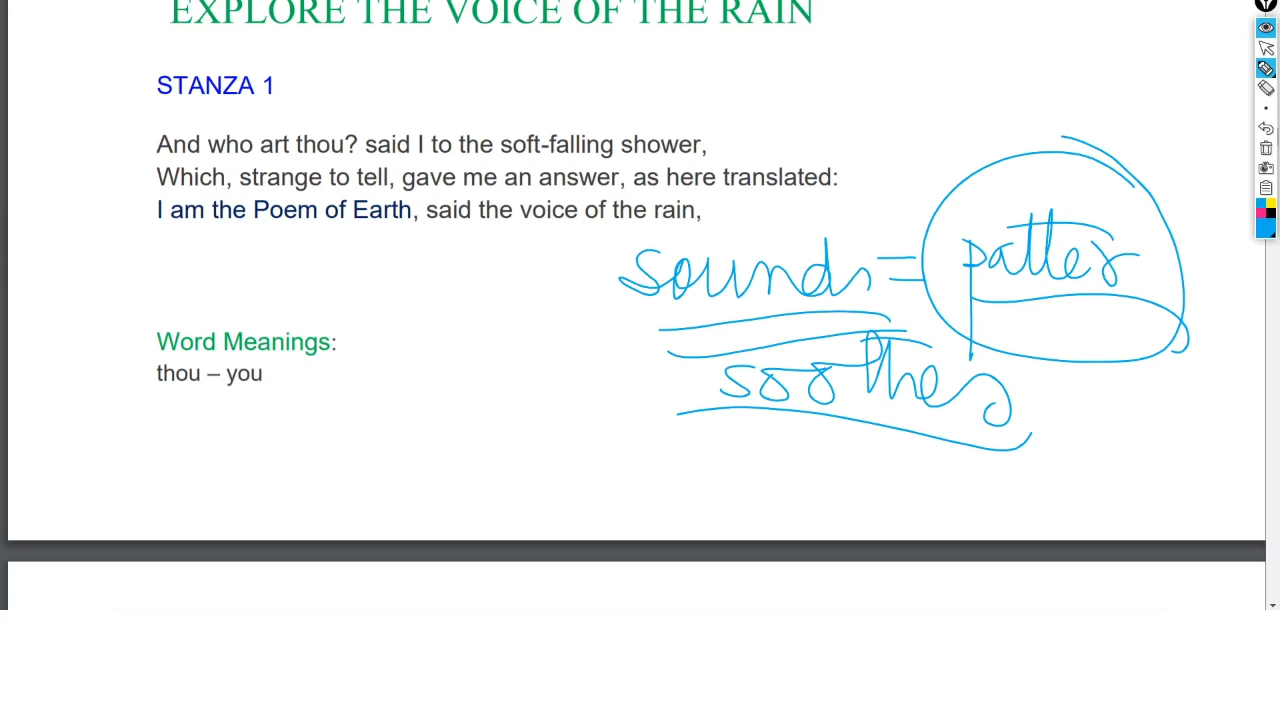 EXPLORE THE VOICE OF THE RAIN
STANZA 1
And who art thou? said I to the soft-falling shower,
Which, strange to tell, gave me an answer, as here translated:
I am the Poem of Earth, said the voice of the rain,
sounds = patter
soothes
Word Meanings:
thou – you